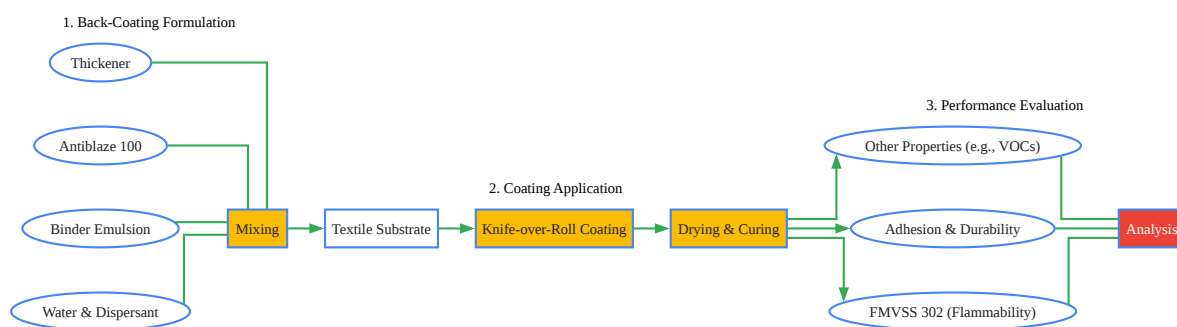 1. Back-Coating Formulation
Thickener
Antiblaze 100
Binder Emulsion
Water & Dispersant
Mixing
Textile Substrate
2. Coating Application
Knife-over-Roll Coating
Drying & Curing
3. Performance Evaluation
Other Properties (e.g., VOCs)
Adhesion & Durability
FMVSS 302 (Flammability)
Analysis